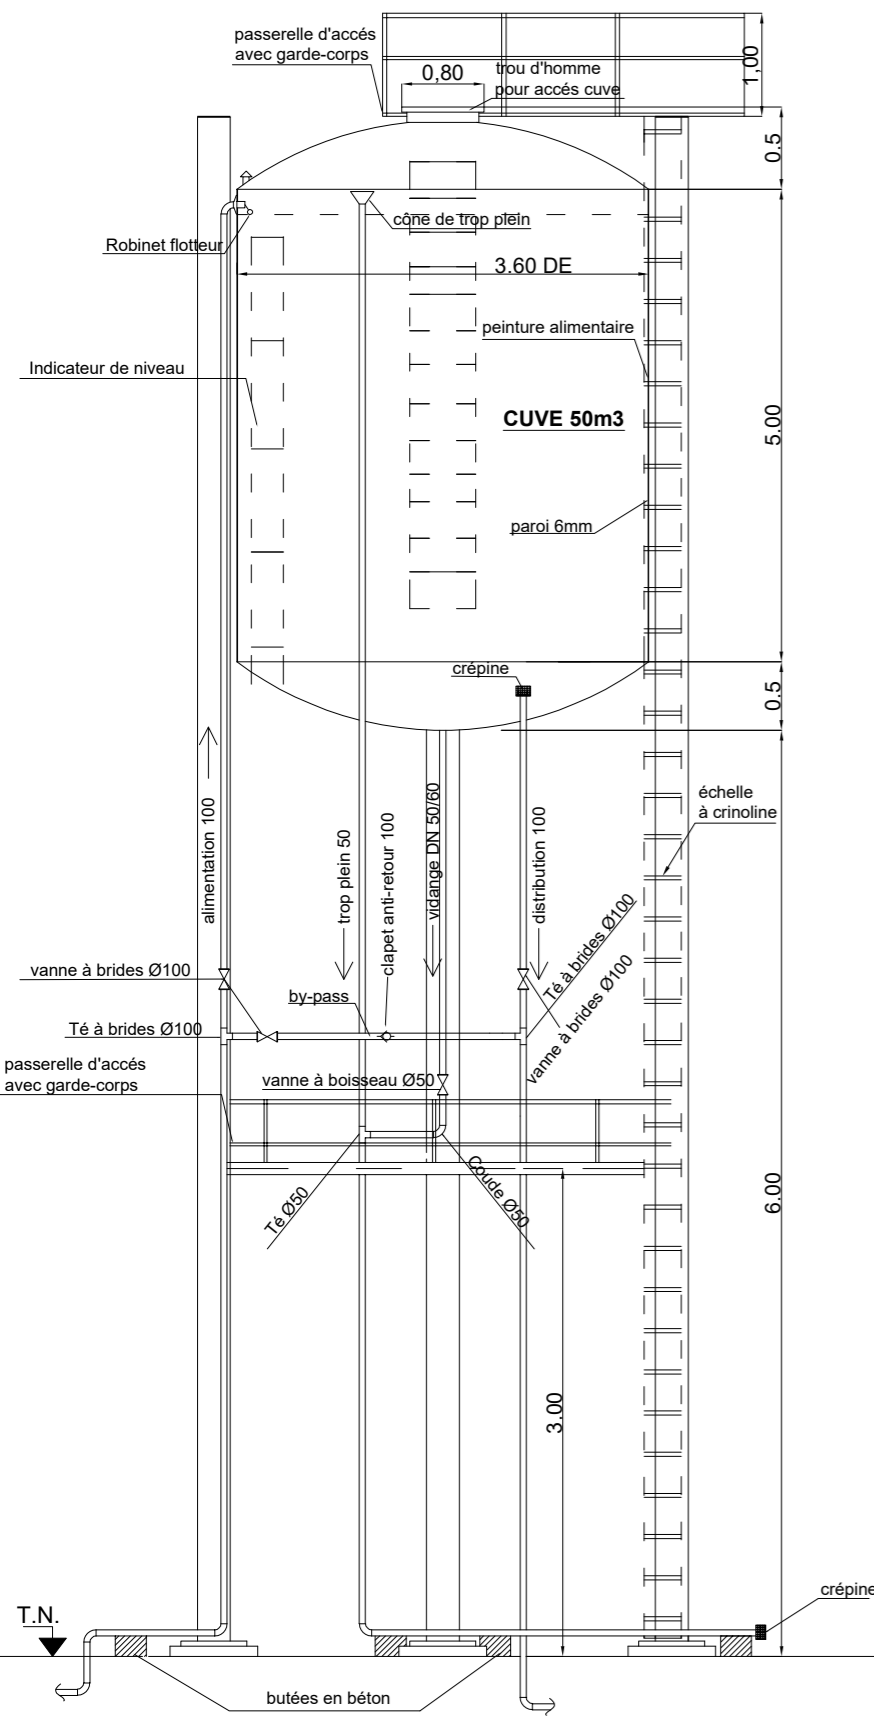 passerelle d'accés
avec garde-corps
0,80
trou d'homme
pour accés cuve
1,00
0.5
cône de trop plein
Robinet flotteur
3.60 DE
peinture alimentaire
Indicateur de niveau
CUVE 50m3
5.00
paroi 6mm
crépine
0.5
échelle
à crinoline
alimentation 100
trop plein 50
clapet anti-retour 100
vidange DN 50/60
distribution 100
Té à brides Ø100
vanne à brides Ø100
vanne à brides Ø100
by-pass
Té à brides Ø100
passerelle d'accés
avec garde-corps
vanne à boisseau Ø50
Té Ø50
Coude Ø50
6.00
3.00
crépine
T.N.
butées en béton